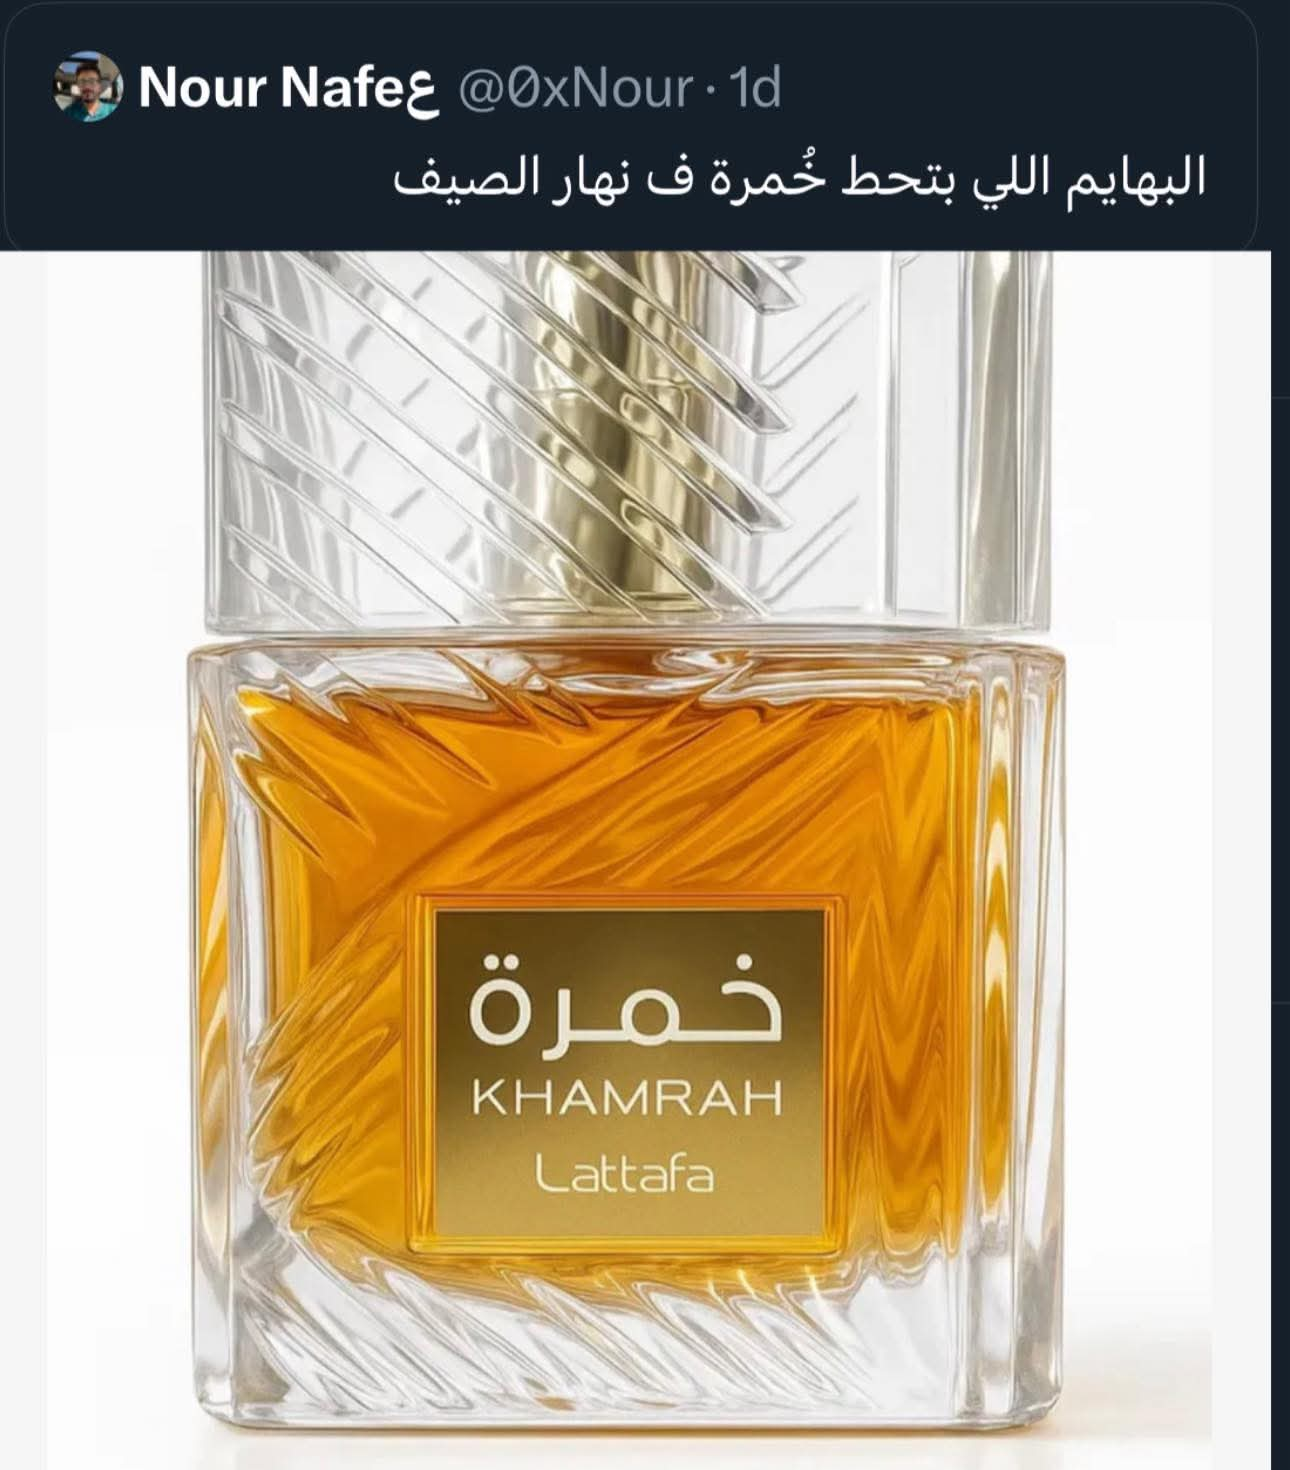 Nour Nafeع @0xNour · 1d
البهايم اللي بتحط خُمرة ف نهار الصيف
خمرة
KHAMRAH
Lattafa